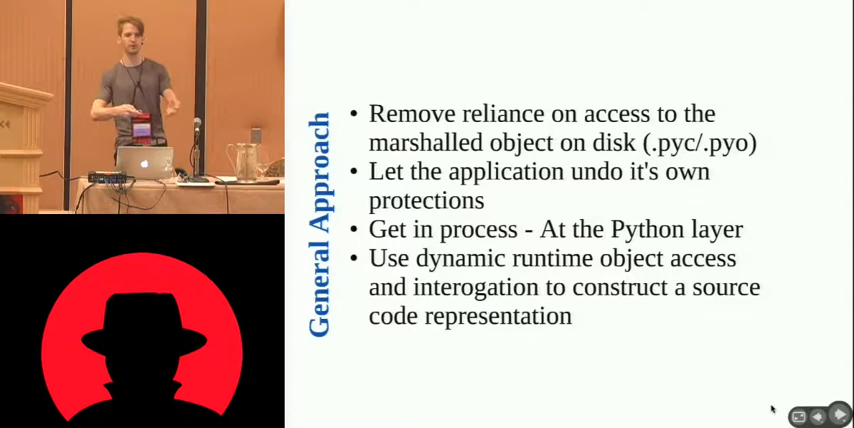 General Approach
• Remove reliance on access to the
marshalled object on disk (.pyc/.pyo)
• Let the application undo it's own
protections
• Get in process - At the Python layer
• Use dynamic runtime object access
and interogation to construct a source
code representation